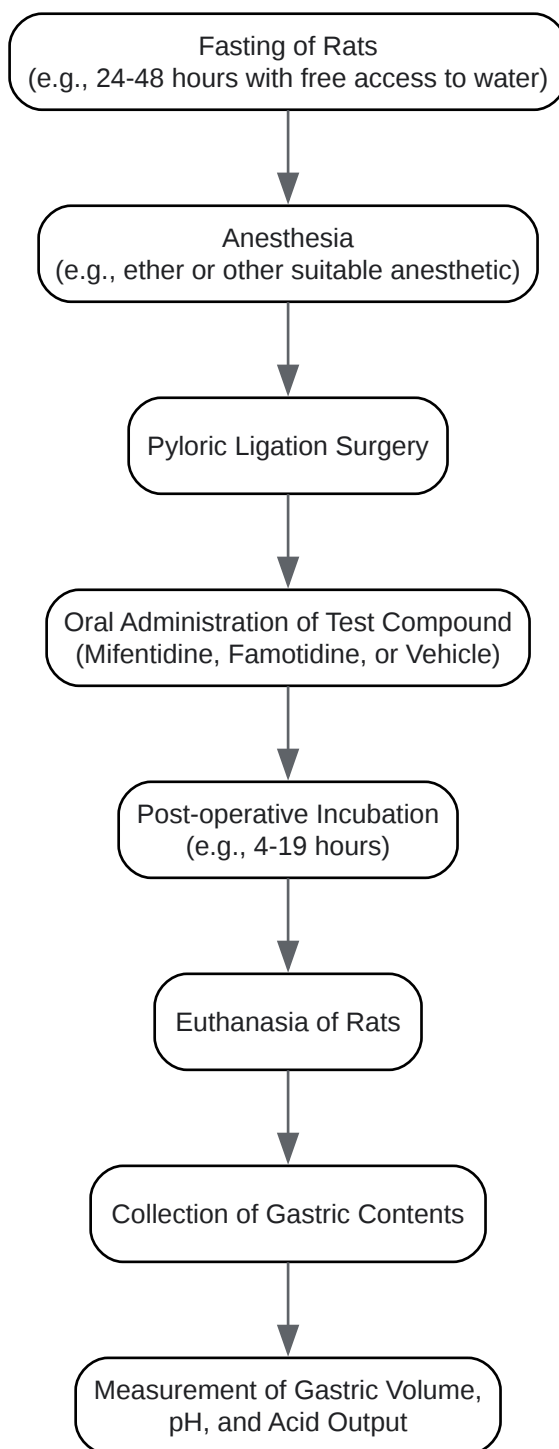 Fasting of Rats
(e.g., 24-48 hours with free access to water)
Anesthesia
(e.g., ether or other suitable anesthetic)
Pyloric Ligation Surgery
Oral Administration of Test Compound
(Mifentidine, Famotidine, or Vehicle)
Post-operative Incubation
(e.g., 4-19 hours)
Euthanasia of Rats
Collection of Gastric Contents
Measurement of Gastric Volume,
pH, and Acid Output